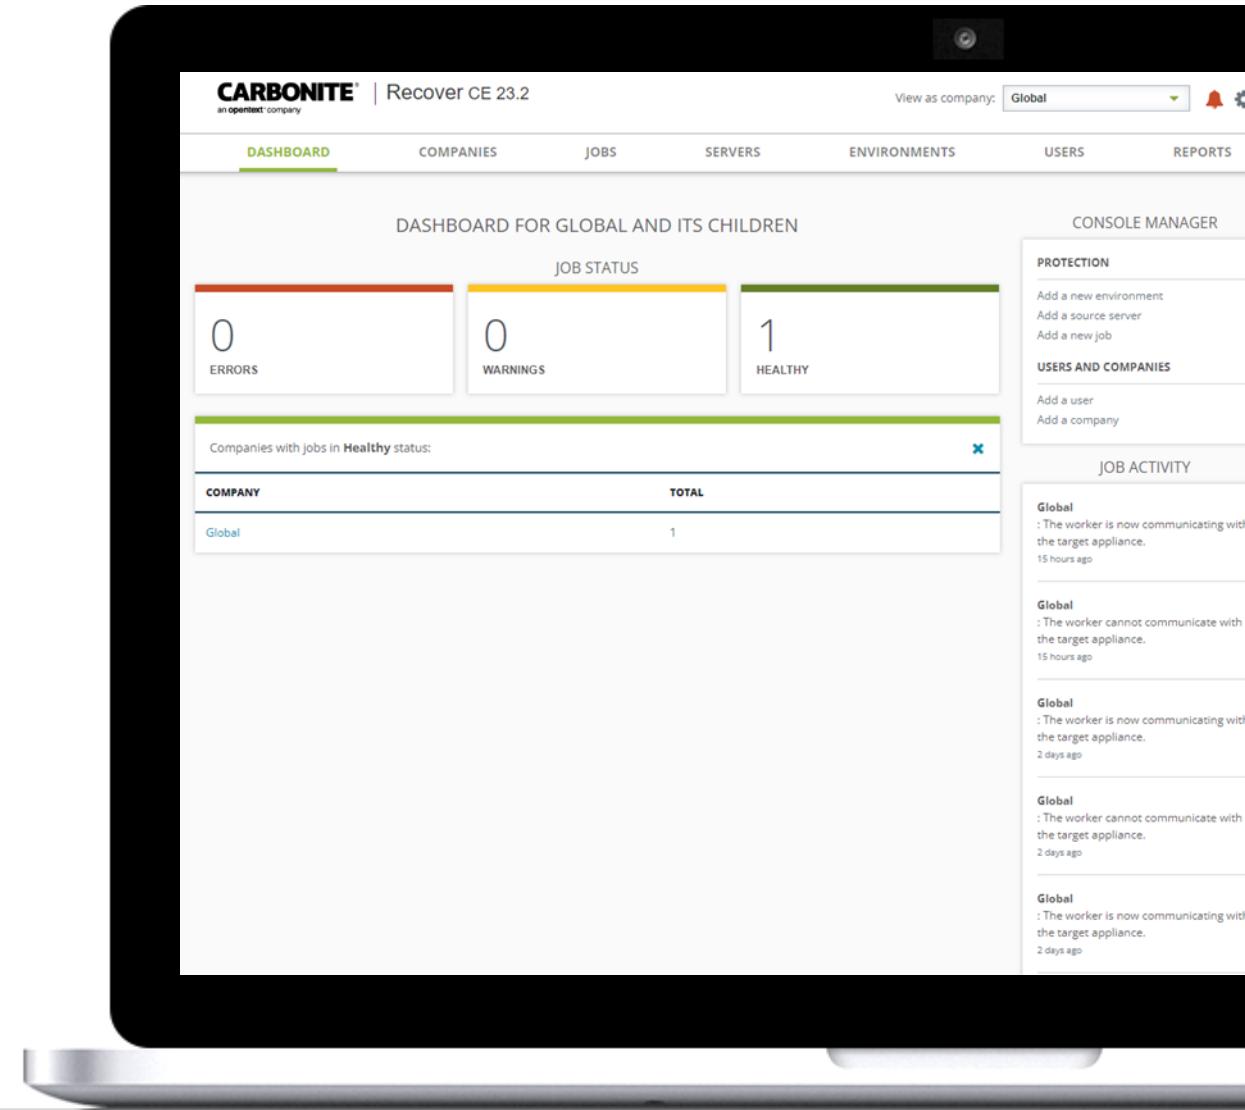 CARBONITE® | Recover CE 23.2
an opentext™ company
View as company: Global
DASHBOARD COMPANIES JOBS SERVERS ENVIRONMENTS USERS REPORTS
DASHBOARD FOR GLOBAL AND ITS CHILDREN
JOB STATUS
0
ERRORS
0
WARNINGS
1
HEALTHY
Companies with jobs in Healthy status:
COMPANY TOTAL
Global 1
CONSOLE MANAGER
PROTECTION
Add a new environment
Add a source server
Add a new job
USERS AND COMPANIES
Add a user
Add a company
JOB ACTIVITY
Global
: The worker is now communicating with
the target appliance.
15 hours ago
Global
: The worker cannot communicate with
the target appliance.
15 hours ago
Global
: The worker is now communicating with
the target appliance.
2 days ago
Global
: The worker cannot communicate with
the target appliance.
2 days ago
Global
: The worker is now communicating with
the target appliance.
2 days ago